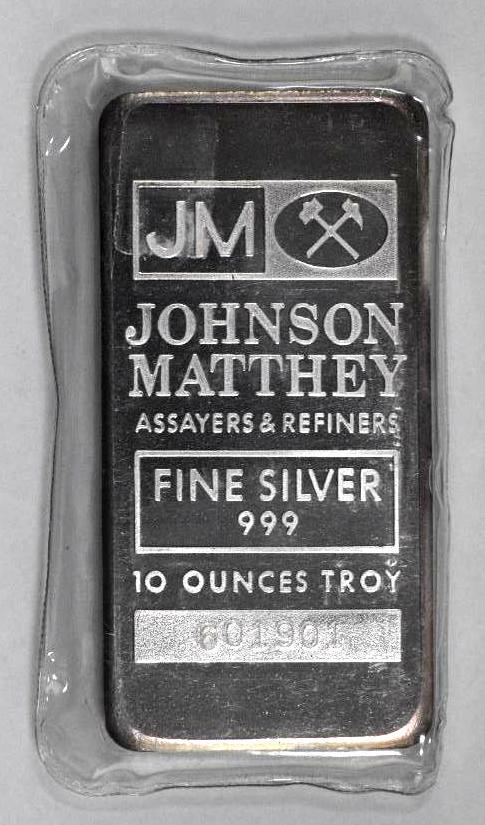 JM
JOHNSON
MATTHEY
ASSAYERS & REFINERS
FINE SILVER
999
10 OUNCES TROY
601901